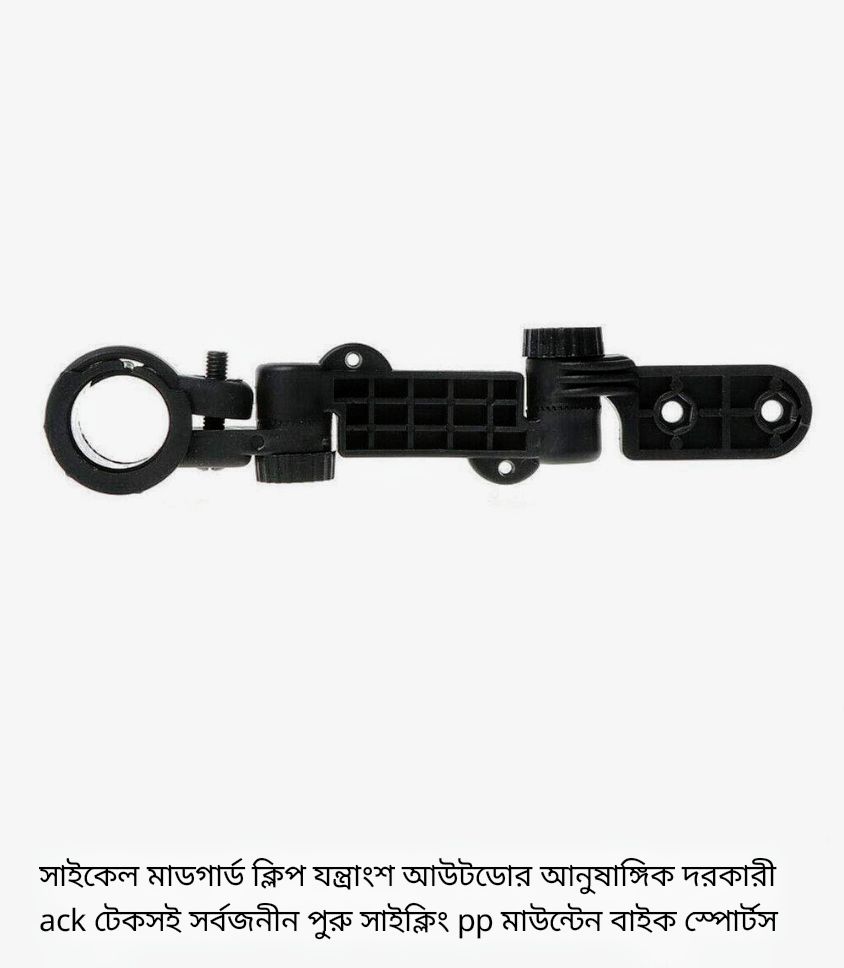 সাইকেল মাডগার্ড ক্লিপ যন্ত্রাংশ আউটডোর আনুষাঙ্গিক দরকারী
ack টেকসই সর্বজনীন পুরু সাইক্লিং pp মাউন্টেন বাইক স্পোর্টস